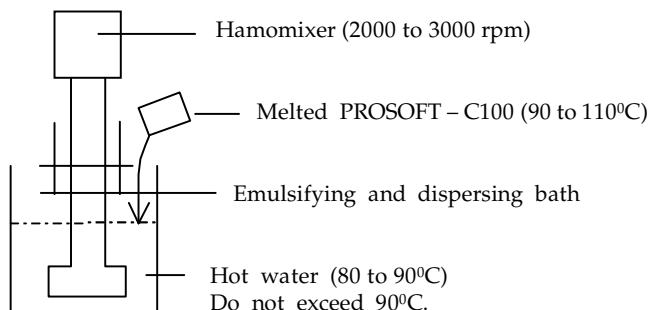 Hamomixer (2000 to 3000 rpm)
Melted PROSOFT – C100 (90 to 110⁰C)
Emulsifying and dispersing bath
Hot water (80 to 90⁰C)
Do not exceed 90⁰C.